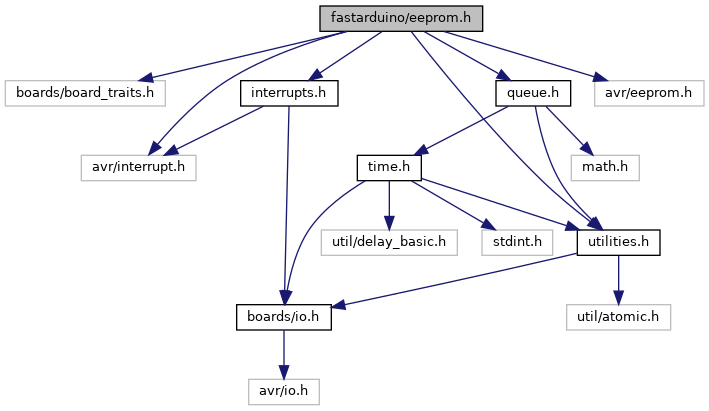 fastarduino/eeprom.h
boards/board_traits.h
interrupts.h
queue.h
avr/eeprom.h
avr/interrupt.h
time.h
math.h
util/delay_basic.h
stdint.h
utilities.h
boards/io.h
util/atomic.h
avr/io.h